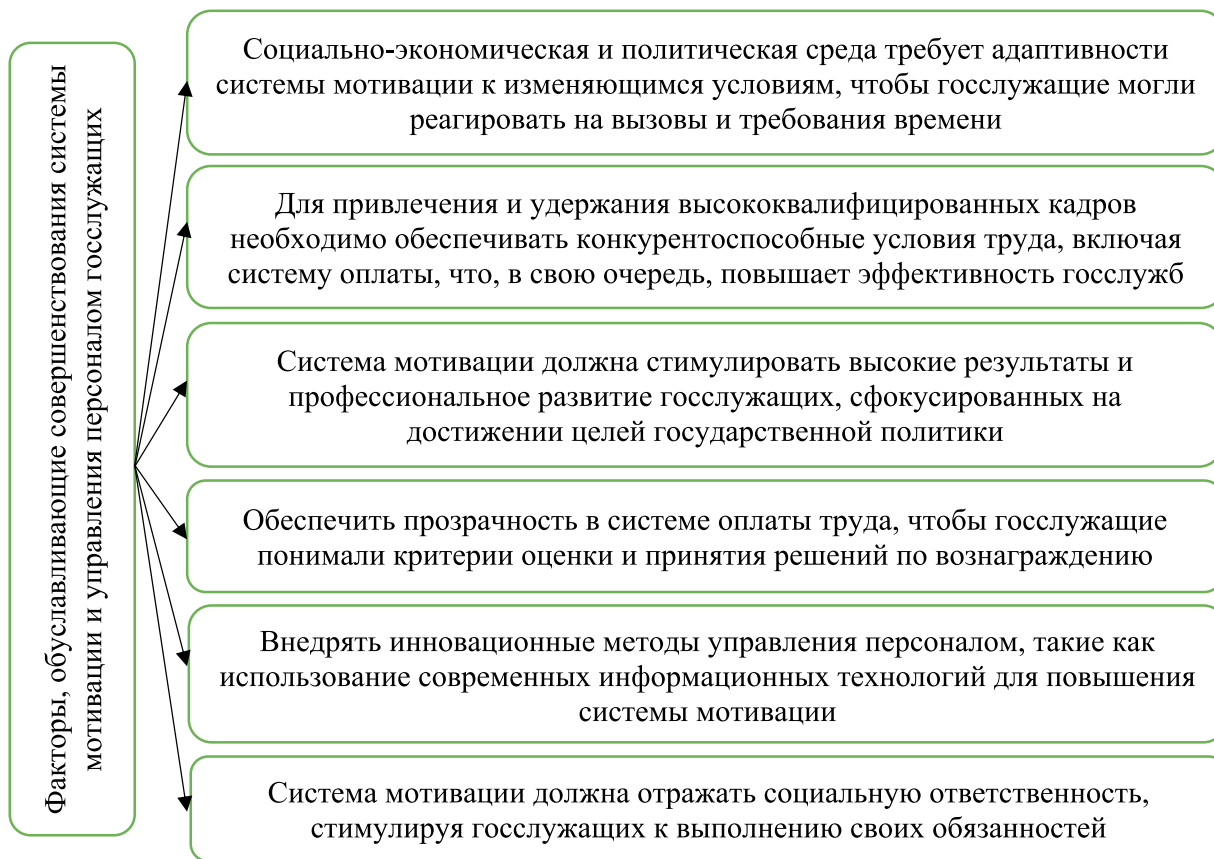 Факторы, обуславливающие совершенствования системы
мотивации и управления персоналом госслужащих
Социально-экономическая и политическая среда требует адаптивности
системы мотивации к изменяющимся условиям, чтобы госслужащие могли
реагировать на вызовы и требования времени
Для привлечения и удержания высококвалифицированных кадров
необходимо обеспечивать конкурентоспособные условия труда, включая
систему оплаты, что, в свою очередь, повышает эффективность госслужб
Система мотивации должна стимулировать высокие результаты и
профессиональное развитие госслужащих, сфокусированных на
достижении целей государственной политики
Обеспечить прозрачность в системе оплаты труда, чтобы госслужащие
понимали критерии оценки и принятия решений по вознаграждению
Внедрять инновационные методы управления персоналом, такие как
использование современных информационных технологий для повышения
системы мотивации
Система мотивации должна отражать социальную ответственность,
стимулируя госслужащих к выполнению своих обязанностей